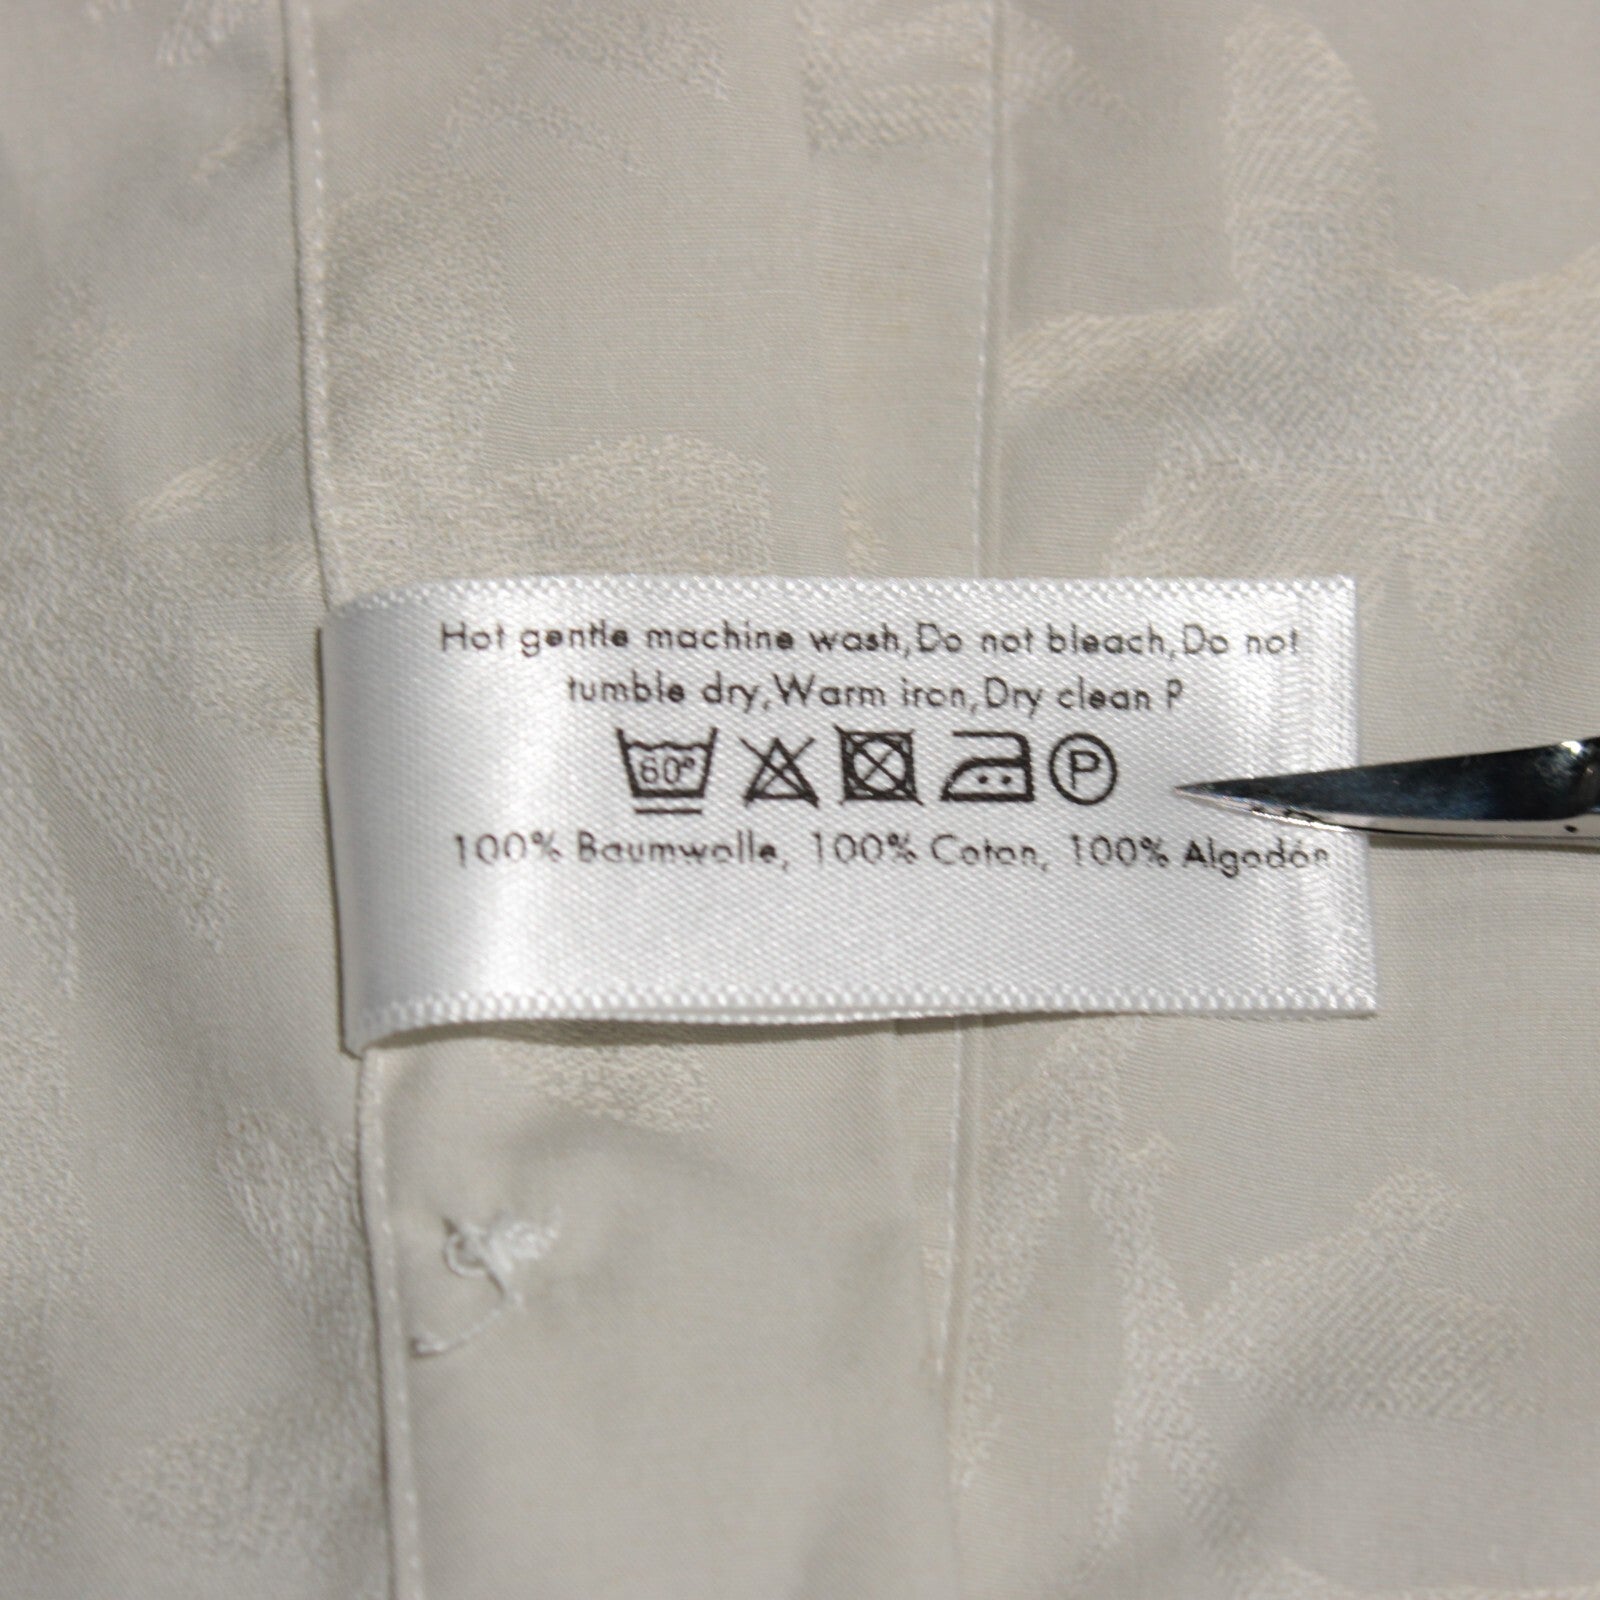 Hot gentle machine wash,Do not bleach,Do not
tumble dry,Warm iron,Dry clean P
60° P
100% Baumwolle, 100% Coton, 100% Algodón